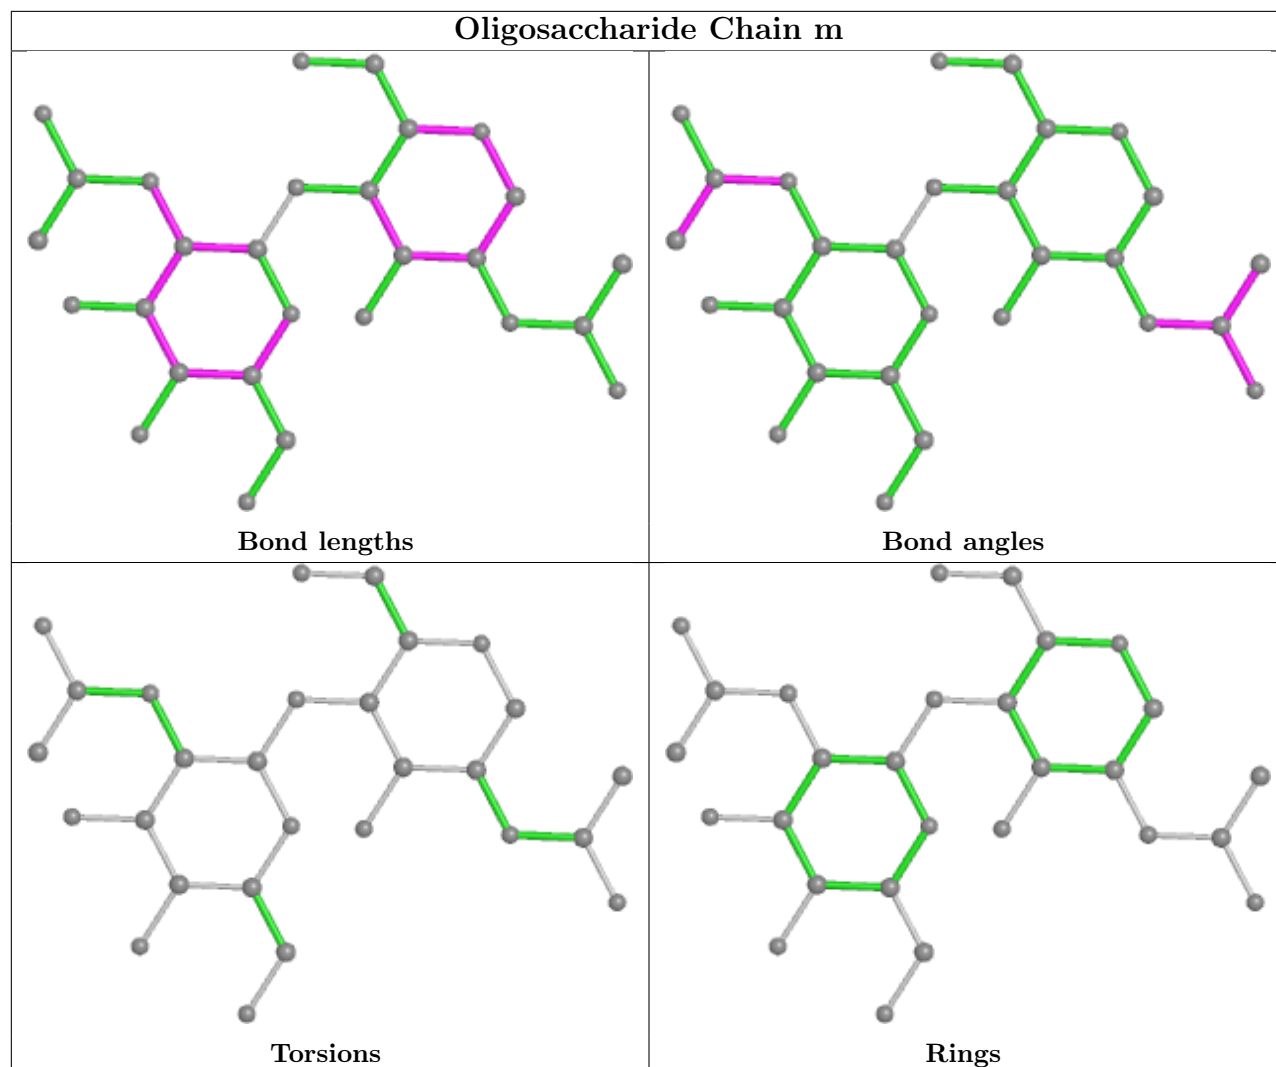 Oligosaccharide Chain m
Bond lengths
Bond angles
Torsions
Rings